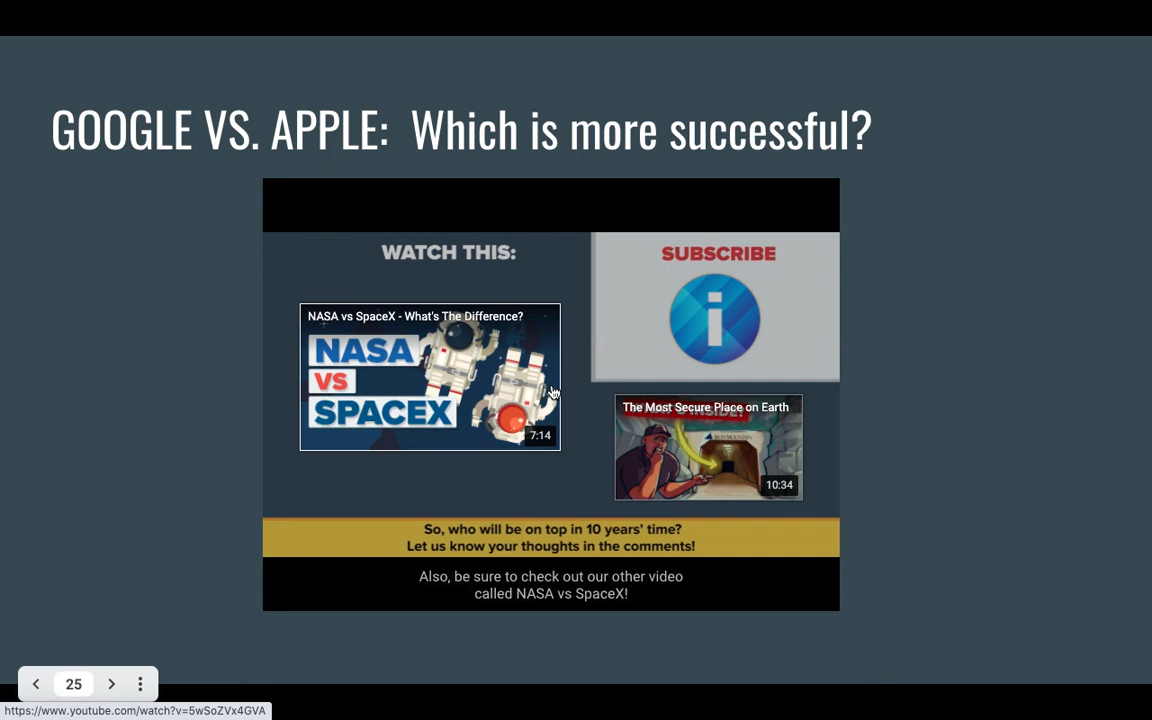 GOOGLE VS. APPLE: Which is more successful?
WATCH THIS:
SUBSCRIBE
i
NASA vs SpaceX - What's The Difference?
NASA
VS
SPACEX
7:14
The Most Secure Place on Earth
INSIDE?
IRON MOUNTAIN
10:34
So, who will be on top in 10 years' time?
Let us know your thoughts in the comments!
Also, be sure to check out our other video
called NASA vs SpaceX!
25
https://www.youtube.com/watch?v=5wSoZVx4GVA